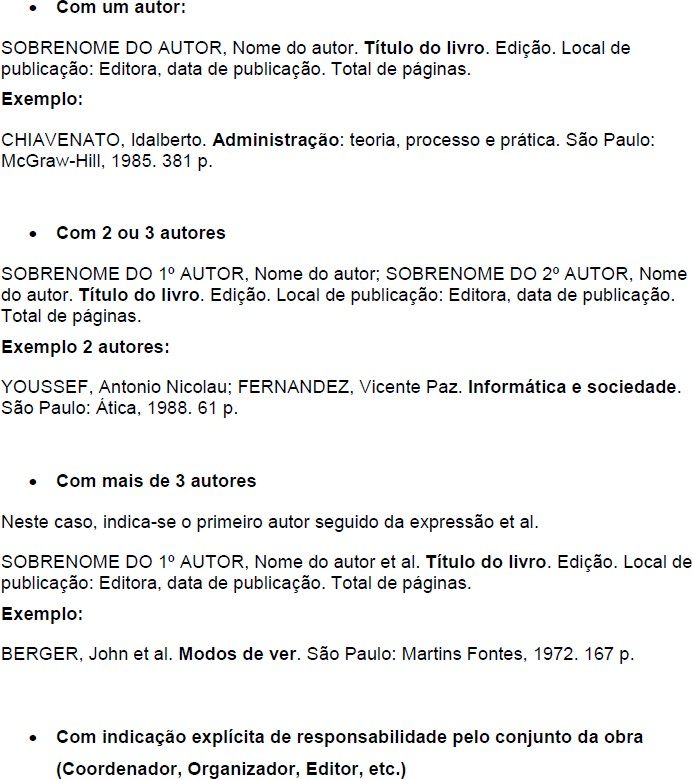 • Com um autor:
SOBRENOME DO AUTOR, Nome do autor. Título do livro. Edição. Local de
publicação: Editora, data de publicação. Total de páginas.
Exemplo:
CHIAVENATO, Idalberto. Administração: teoria, processo e prática. São Paulo:
McGraw-Hill, 1985. 381 p.
• Com 2 ou 3 autores
SOBRENOME DO 1º AUTOR, Nome do autor; SOBRENOME DO 2º AUTOR, Nome
do autor. Título do livro. Edição. Local de publicação: Editora, data de publicação.
Total de páginas.
Exemplo 2 autores:
YOUSSEF, Antonio Nicolau; FERNANDEZ, Vicente Paz. Informática e sociedade.
São Paulo: Ática, 1988. 61 p.
• Com mais de 3 autores
Neste caso, indica-se o primeiro autor seguido da expressão et al.
SOBRENOME DO 1º AUTOR, Nome do autor et al. Título do livro. Edição. Local de
publicação: Editora, data de publicação. Total de páginas.
Exemplo:
BERGER, John et al. Modos de ver. São Paulo: Martins Fontes, 1972. 167 p.
• Com indicação explícita de responsabilidade pelo conjunto da obra
(Coordenador, Organizador, Editor, etc.)